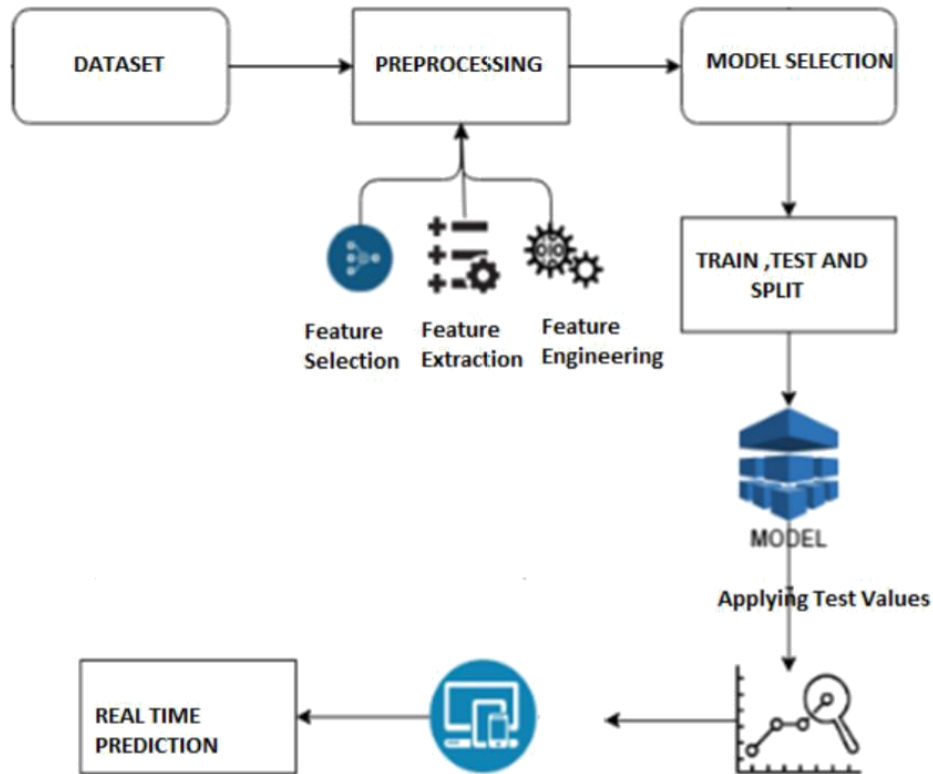 DATASET
PREPROCESSING
MODEL SELECTION
Feature
Selection
Feature
Extraction
Feature
Engineering
TRAIN ,TEST AND
SPLIT
MODEL
Applying Test Values
REAL TIME
PREDICTION